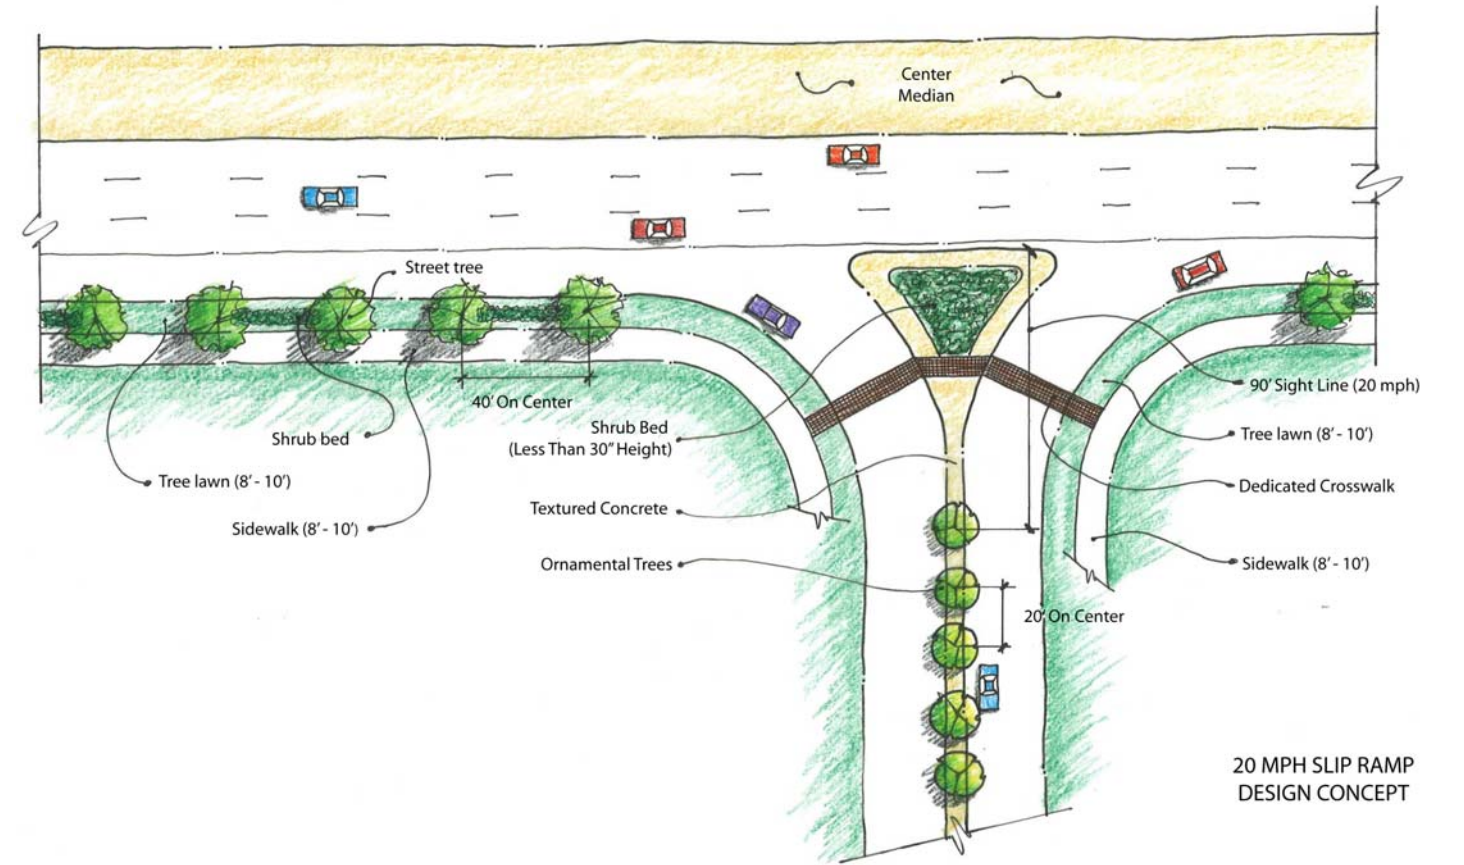 Center
Median
Street tree
40' On Center
Shrub bed
Tree lawn (8' - 10')
Sidewalk (8' - 10')
Shrub Bed
(Less Than 30" Height)
Textured Concrete
Ornamental Trees
90' Sight Line (20 mph)
Tree lawn (8' - 10')
Dedicated Crosswalk
Sidewalk (8' - 10')
20' On Center
20 MPH SLIP RAMP
DESIGN CONCEPT